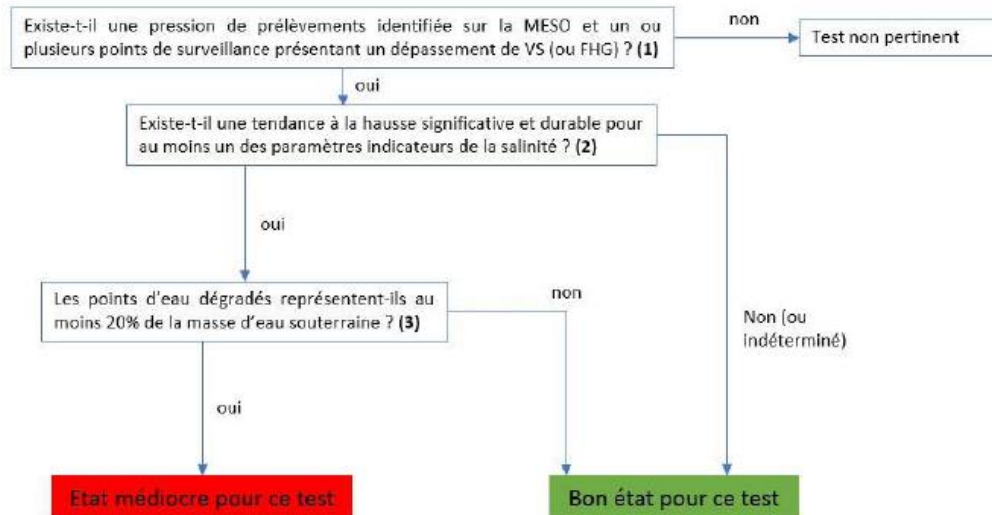 Existe-t-il une pression de prélèvements identifiée sur la MESO et un ou
plusieurs points de surveillance présentant un dépassement de VS (ou FHG) ? (1)
non
Test non pertinent
oui
Existe-t-il une tendance à la hausse significative et durable pour
au moins un des paramètres indicateurs de la salinité ? (2)
oui
Les points d'eau dégradés représentent-ils au
moins 20% de la masse d'eau souterraine ? (3)
non
Non (ou
indéterminé)
oui
Etat médiocre pour ce test
Bon état pour ce test